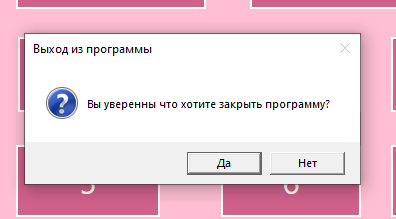 Выход из программы
Вы уверенны что хотите закрыть программу?
Да Нет